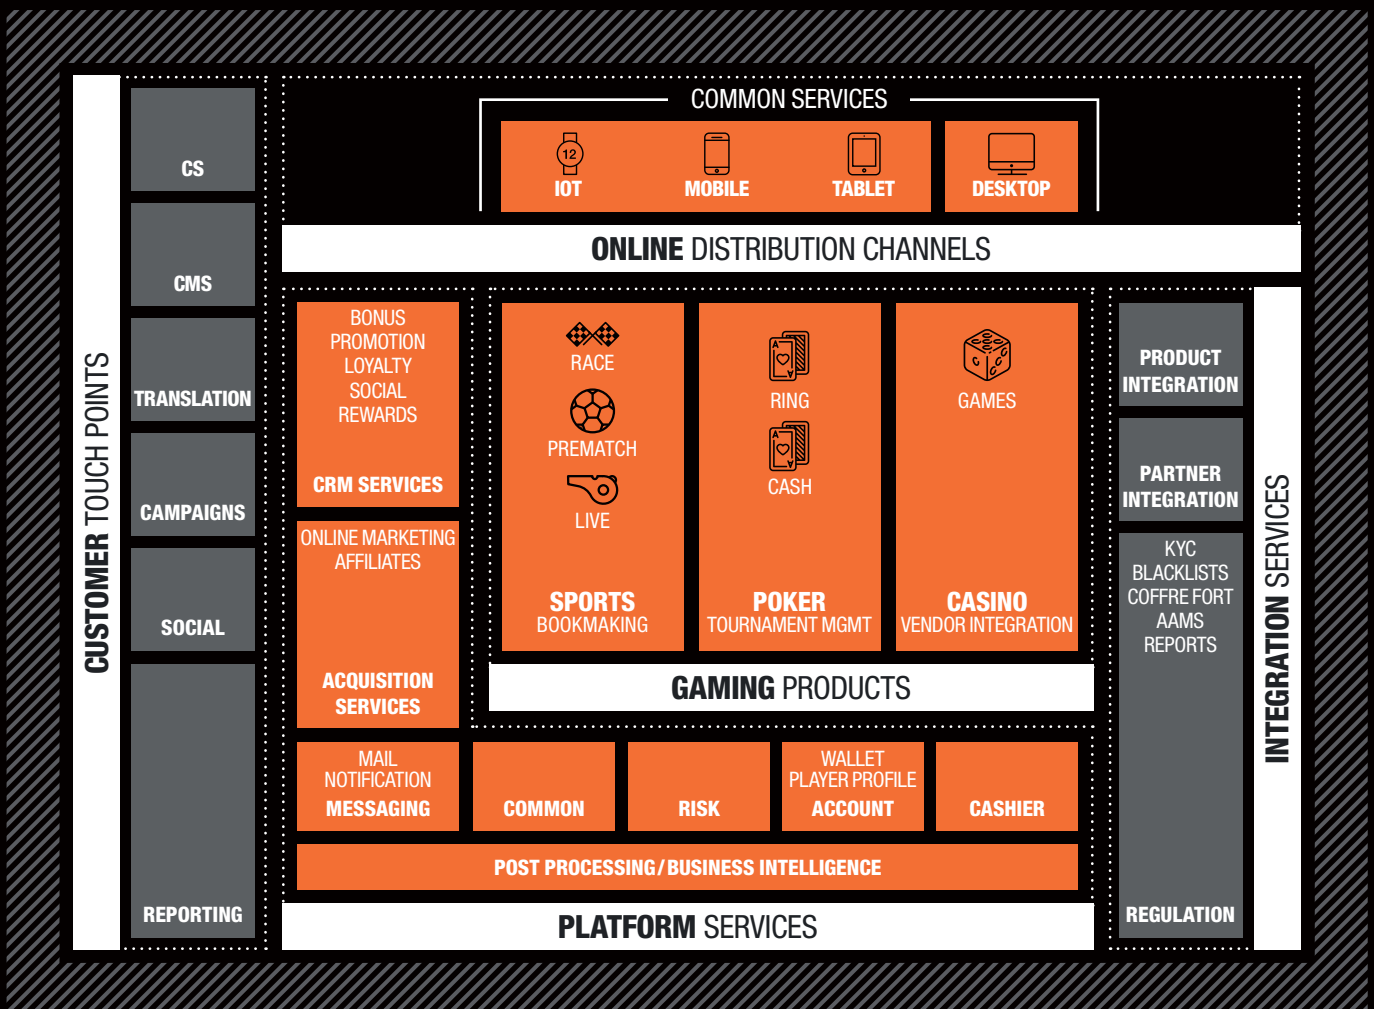 CUSTOMER TOUCH POINTS
CS
CMS
TRANSLATION
CAMPAIGNS
SOCIAL
REPORTING
COMMON SERVICES
12
IOT
MOBILE
TABLET
DESKTOP
ONLINE DISTRIBUTION CHANNELS
BONUS
PROMOTION
LOYALTY
SOCIAL
REWARDS
CRM SERVICES
ONLINE MARKETING
AFFILIATES
ACQUISITION
SERVICES
RACE
PREMATCH
LIVE
SPORTS
BOOKMAKING
A
A
RING
A
A
CASH
POKER
TOURNAMENT MGMT
GAMES
CASINO
VENDOR INTEGRATION
GAMING PRODUCTS
MAIL
NOTIFICATION
MESSAGING
COMMON
RISK
WALLET
PLAYER PROFILE
ACCOUNT
CASHIER
POST PROCESSING/BUSINESS INTELLIGENCE
PLATFORM SERVICES
PRODUCT
INTEGRATION
PARTNER
INTEGRATION
KYC
BLACKLISTS
COFFRE FORT
AAMS
REPORTS
REGULATION
INTEGRATION SERVICES